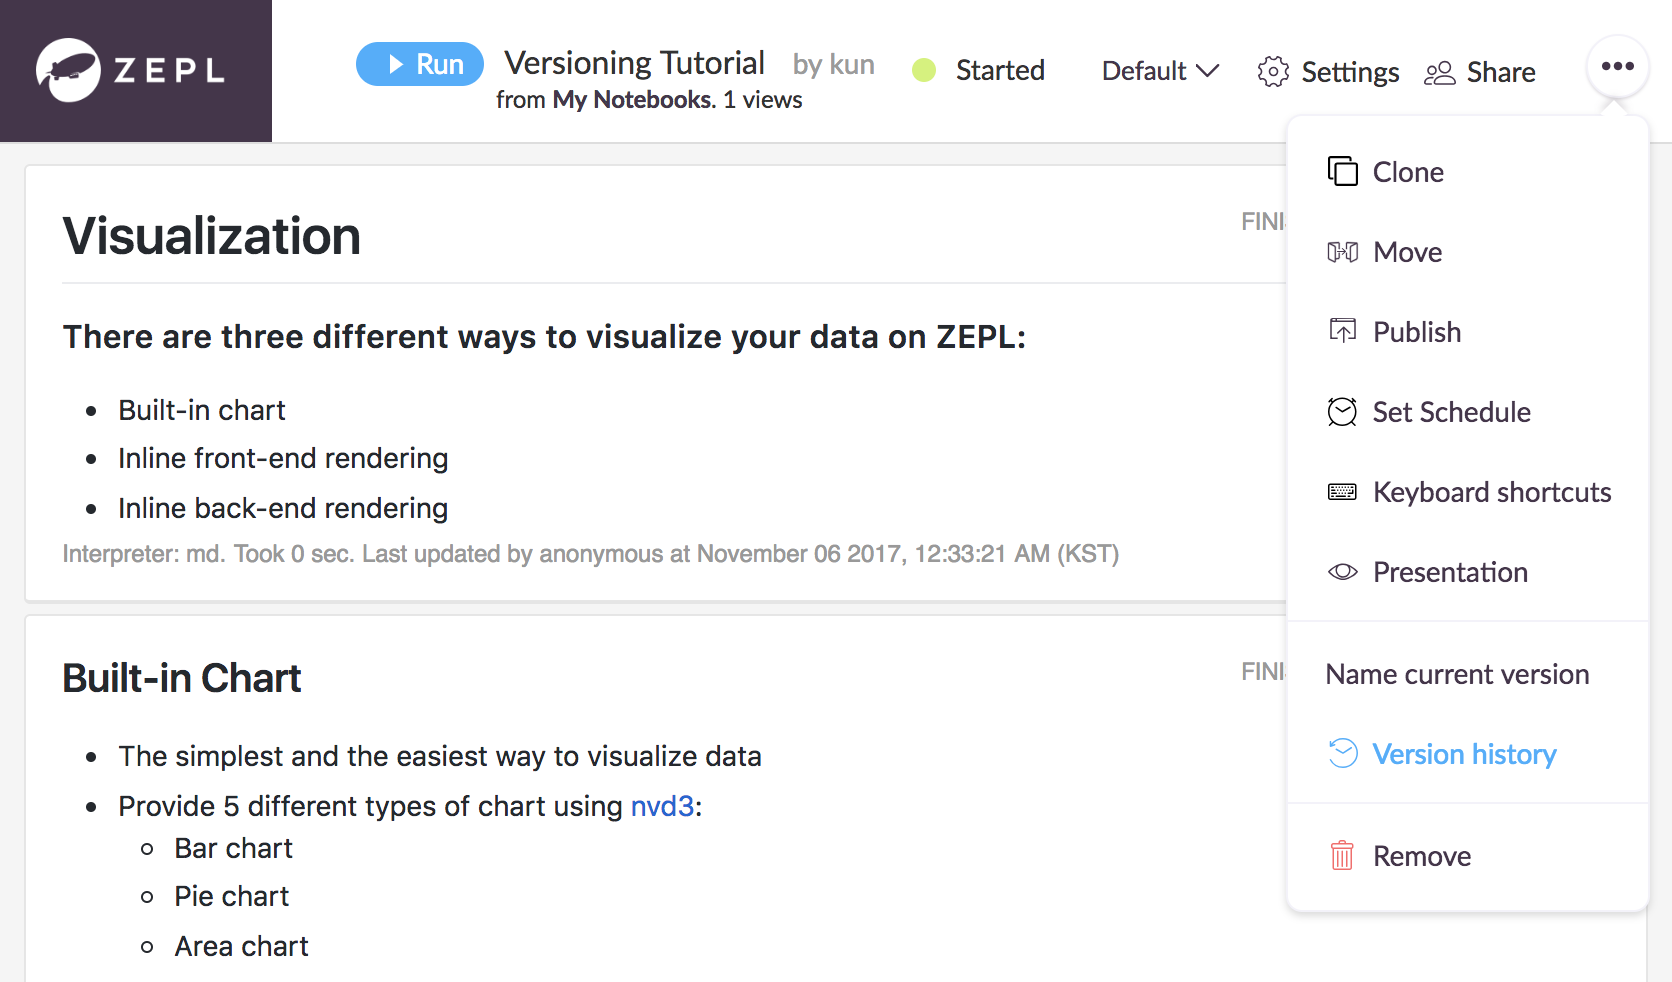 ZEPL
Run
Versioning Tutorial by kun
from My Notebooks. 1 views
Started
Default
Settings
Share
Clone
Move
Publish
Set Schedule
Keyboard shortcuts
Presentation
Name current version
Version history
Remove
Visualization
There are three different ways to visualize your data on ZEPL:
• Built-in chart
• Inline front-end rendering
• Inline back-end rendering
Interpreter: md. Took 0 sec. Last updated by anonymous at November 06 2017, 12:33:21 AM (KST)
Built-in Chart
• The simplest and the easiest way to visualize data
• Provide 5 different types of chart using nvd3:
◦ Bar chart
◦ Pie chart
◦ Area chart